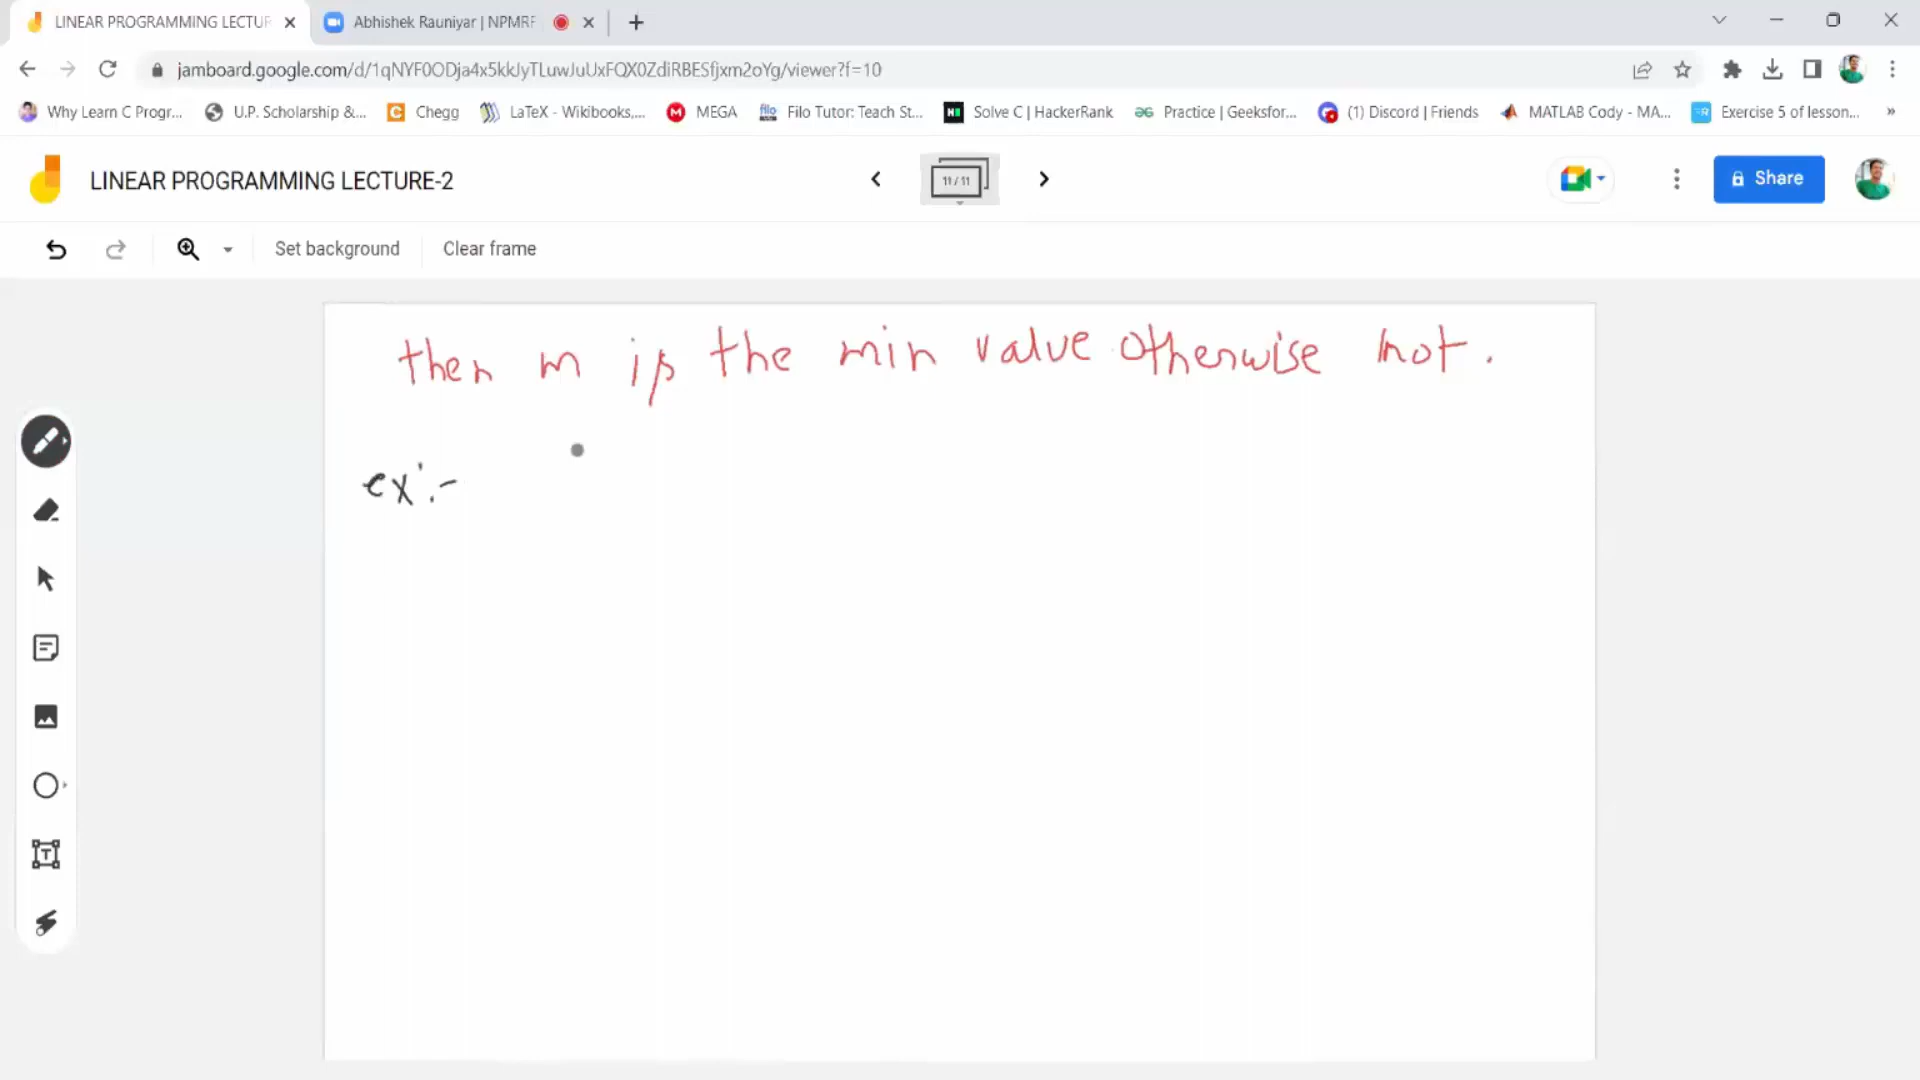 LINEAR PROGRAMMING LECTUR
Abhishek Rauniyar | NPMRF
jamboard.google.com/d/1qNYF0ODja4x5kkJyTLuwJuUxFQX0ZdiRBESfjxm2oYg/viewer?f=10
Why Learn C Progr...
U.P. Scholarship &...
Chegg
LaTeX - Wikibooks,...
MEGA
Filo Tutor: Teach St...
Solve C | HackerRank
Practice | Geeksfor...
(1) Discord | Friends
MATLAB Cody - MA...
Exercise 5 of lesson...
LINEAR PROGRAMMING LECTURE-2
11 / 11
Share
Set background
Clear frame
then m is the min value otherwise not.
ex:-